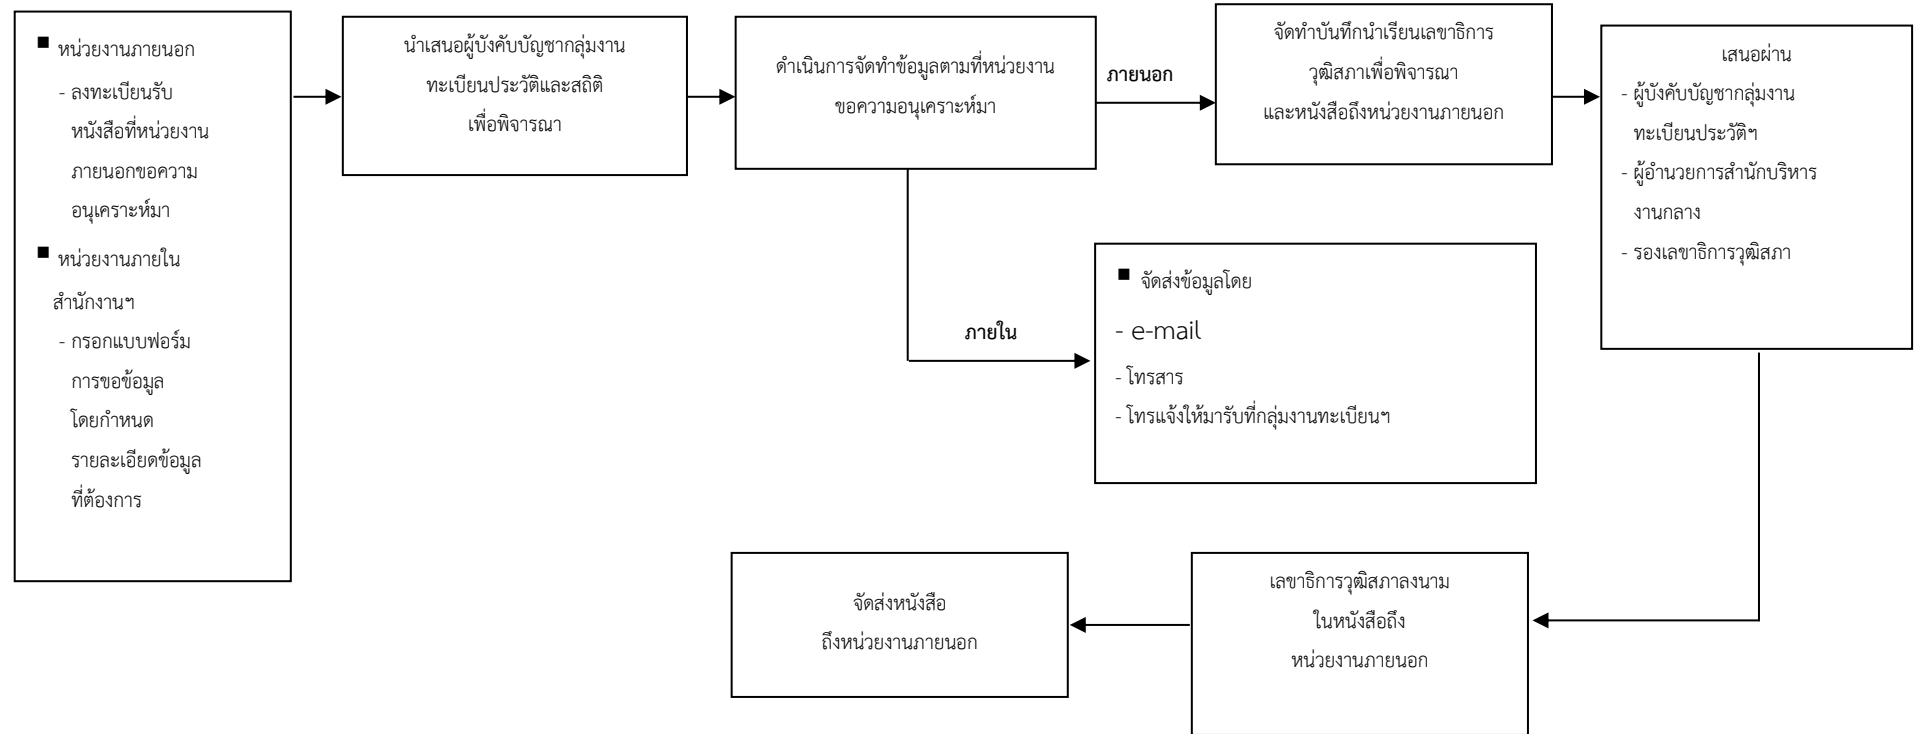 ■ หน่วยงานภายนอก
- ลงทะเบียนรับ
หนังสือที่หน่วยงาน
ภายนอกขอความ
อนุเคราะห์มา
■ หน่วยงานภายใน
สำนักงานฯ
- กรอกแบบฟอร์ม
การขอข้อมูล
โดยกำหนด
รายละเอียดข้อมูล
ที่ต้องการ
นำเสนอผู้บังคับบัญชากลุ่มงาน
ทะเบียนประวัติและสถิติ
เพื่อพิจารณา
ดำเนินการจัดทำข้อมูลตามที่หน่วยงาน
ขอความอนุเคราะห์มา
ภายนอก
จัดทำบันทึกนำเรียนเลขาธิการ
วุฒิสภาเพื่อพิจารณา
และหนังสือถึงหน่วยงานภายนอก
เสนอผ่าน
- ผู้บังคับบัญชากลุ่มงาน
ทะเบียนประวัติฯ
- ผู้อำนวยการสำนักบริหาร
งานกลาง
- รองเลขาธิการวุฒิสภา
ภายใน
■ จัดส่งข้อมูลโดย
- e-mail
- โทรสาร
- โทรแจ้งให้มารับที่กลุ่มงานทะเบียนฯ
เลขาธิการวุฒิสภาลงนาม
ในหนังสือถึง
หน่วยงานภายนอก
จัดส่งหนังสือ
ถึงหน่วยงานภายนอก